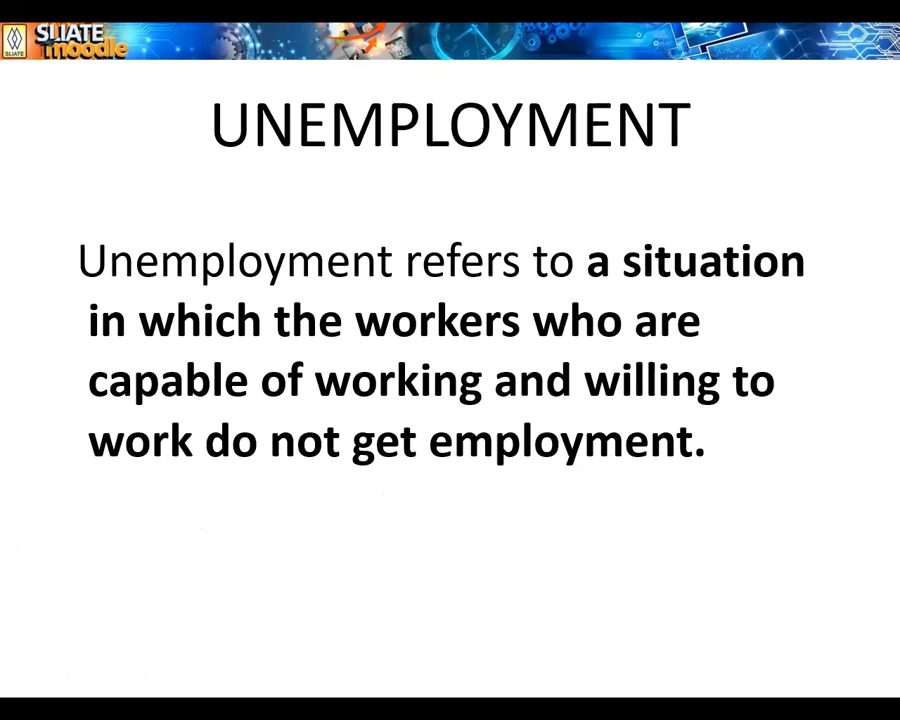 SLIATE
SLIATE
moodle
UNEMPLOYMENT
Unemployment refers to a situation
in which the workers who are
capable of working and willing to
work do not get employment.